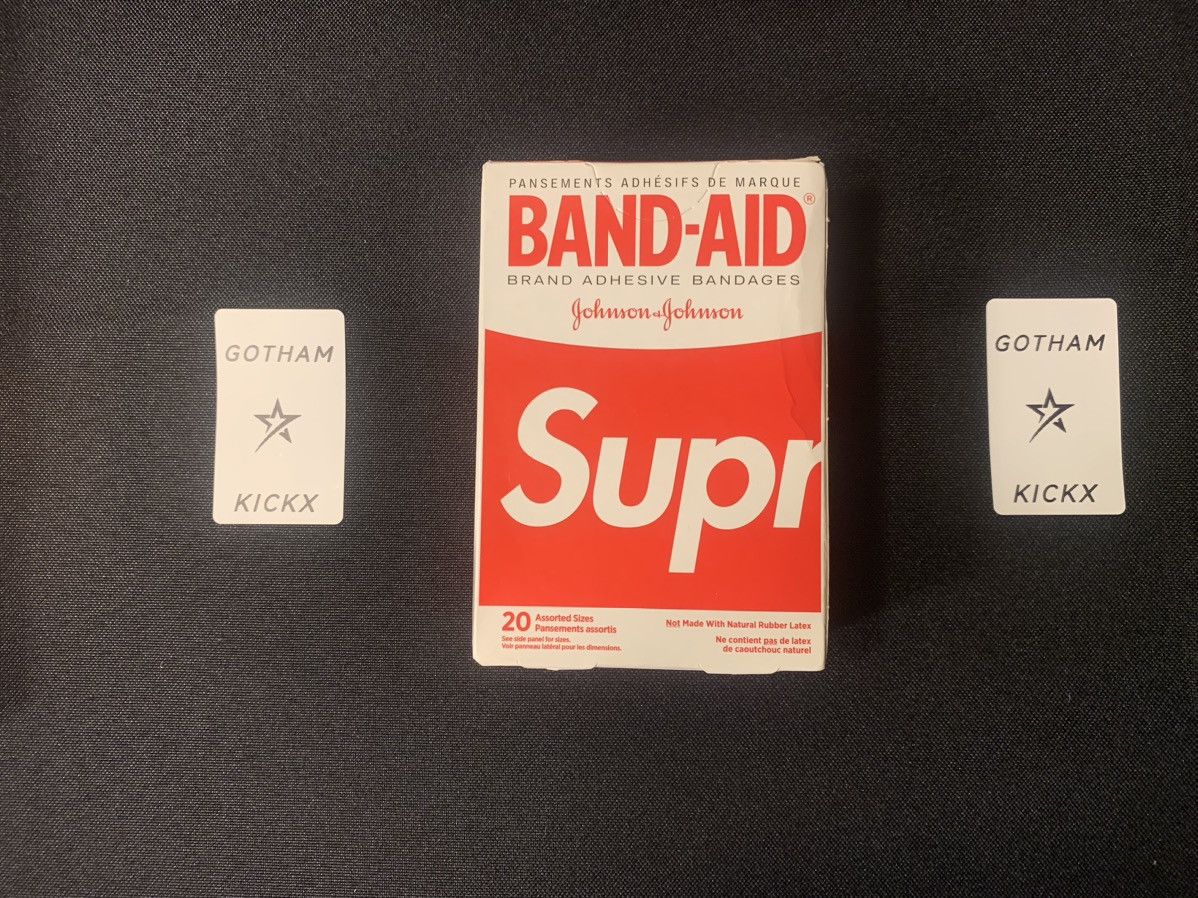 GOTHAM
KICKX
PANSEMENTS ADHÉSIFS DE MARQUE
BAND-AID®
BRAND ADHESIVE BANDAGES
Johnson & Johnson
Supr
20 Assorted Sizes
Pansements assortis
See side panel for sizes.
Voir panneau latéral pour les dimensions.
Not Made With Natural Rubber Latex
Ne contient pas de latex
de caoutchouc naturel
GOTHAM
KICKX